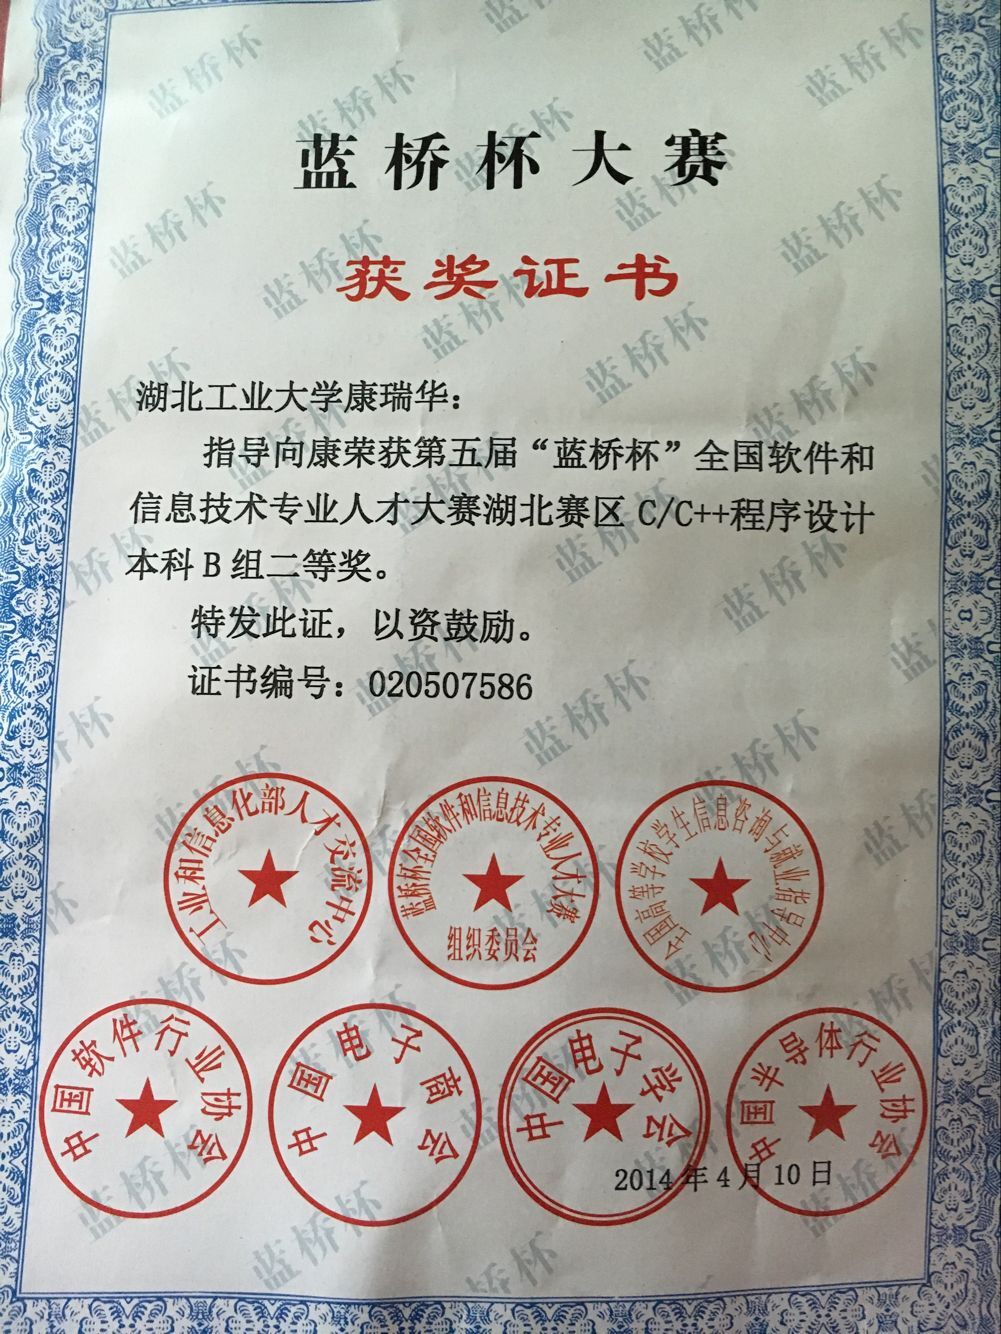 蓝桥杯大赛
获奖证书
湖北工业大学康瑞华：
指导向康荣获第五届“蓝桥杯”全国软件和
信息技术专业人才大赛湖北赛区 C/C++程序设计
本科 B 组二等奖。
特发此证，以资鼓励。
证书编号：020507586
工业和信息化部人才交流中心
蓝桥杯全国软件和信息技术专业人才大赛
组织委员会
全国高等学校学生信息咨询与就业指导中心
中国软件行业协会
中国电子商会
中国电子学会
中国半导体行业协会
2014 年 4 月 10 日